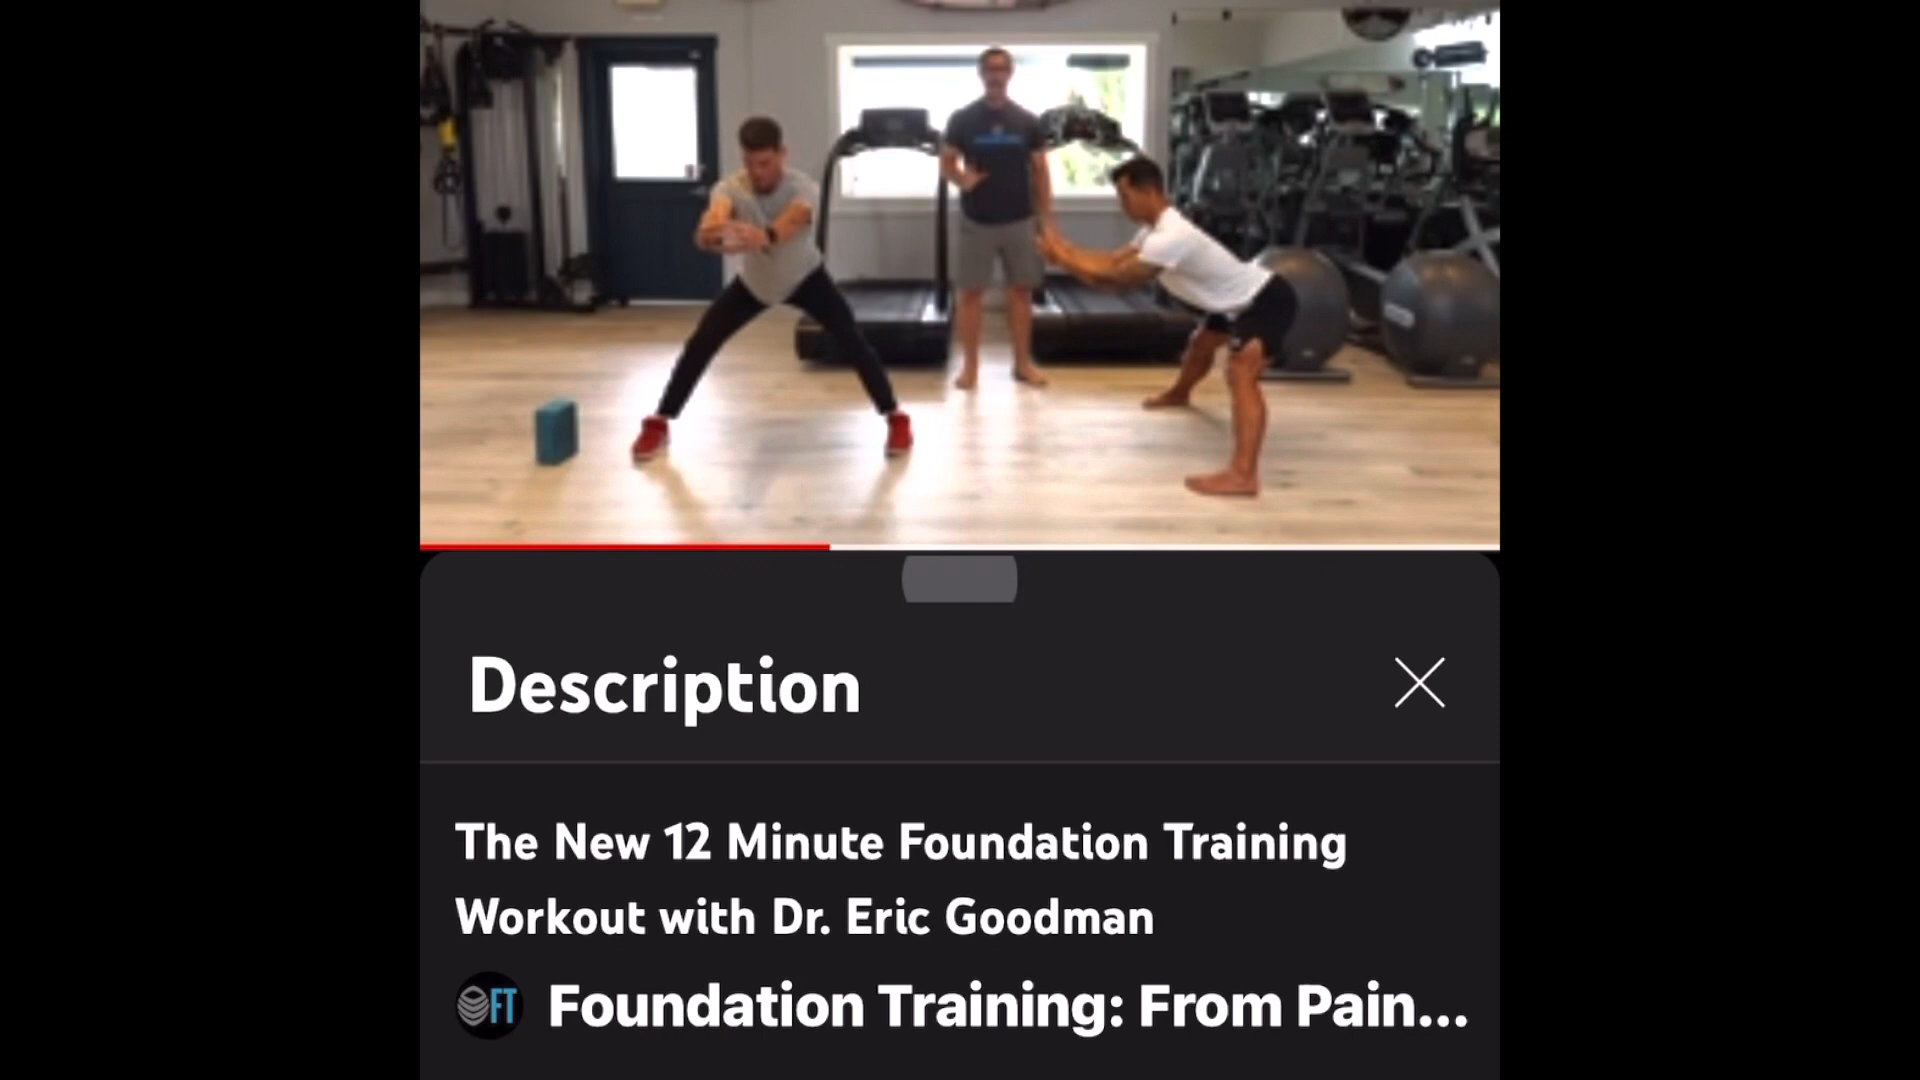 Description
The New 12 Minute Foundation Training
Workout with Dr. Eric Goodman
FT Foundation Training: From Pain...